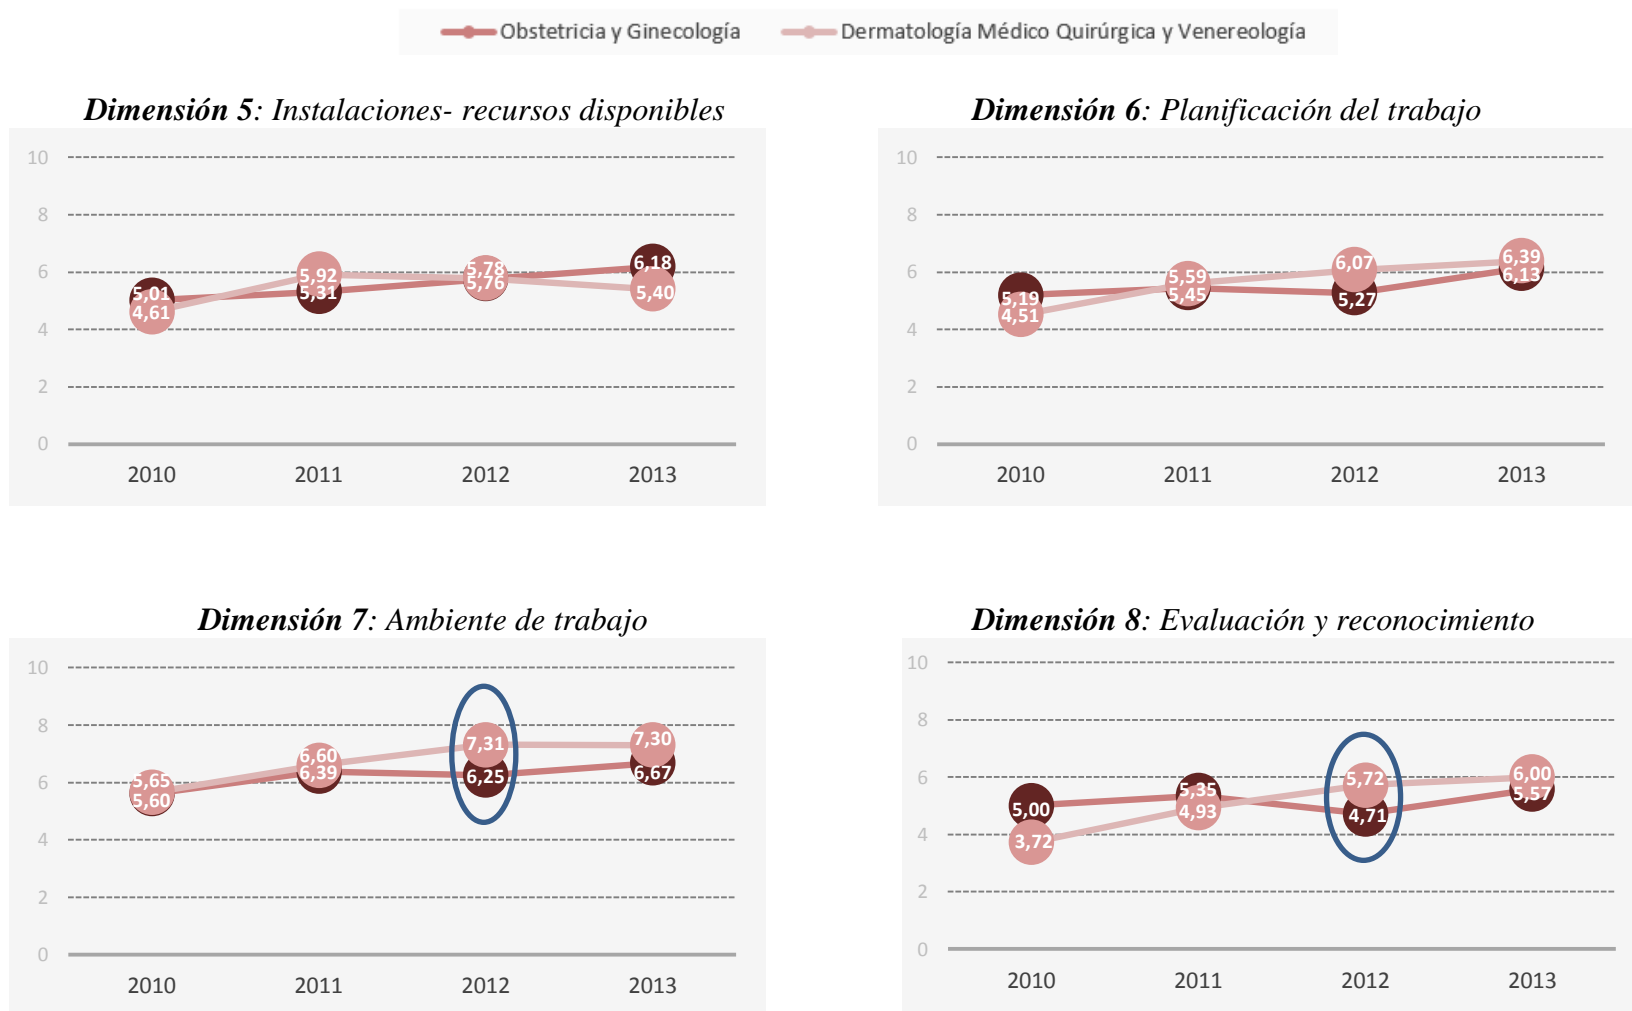 Obstetricia y Ginecología Dermatología Médico Quirúrgica y Venereología
Dimensión 5: Instalaciones- recursos disponibles
10
8
6
4
2
0
5,01 5,31 5,76 6,18
4,61 5,92 5,78 5,40
2010 2011 2012 2013
Dimensión 6: Planificación del trabajo
10
8
6
4
2
0
5,19 5,45 5,27 6,13
4,51 5,59 6,07 6,39
2010 2011 2012 2013
Dimensión 7: Ambiente de trabajo
10
8
6
4
2
0
5,65 6,60 7,31 7,30
5,60 6,39 6,25 6,67
2010 2011 2012 2013
Dimensión 8: Evaluación y reconocimiento
10
8
6
4
2
0
5,00 5,35 4,71 5,57
3,72 4,93 5,72 6,00
2010 2011 2012 2013